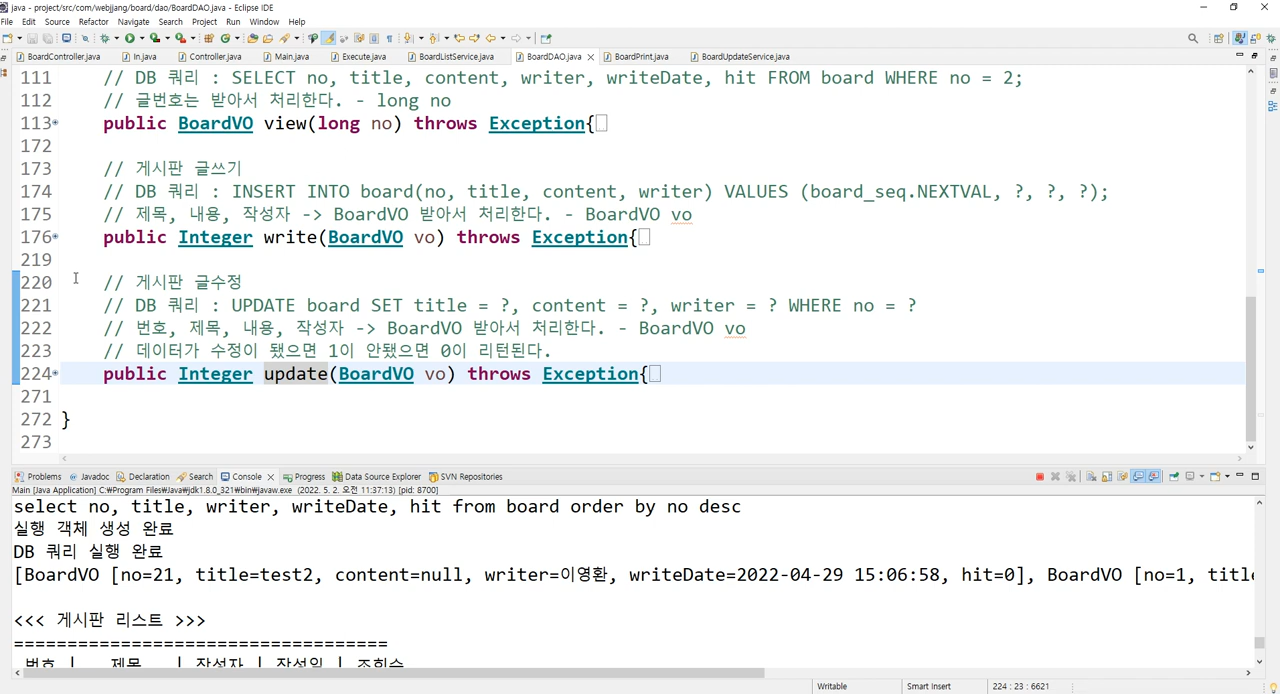 java - project/src/com/webjjang/board/dao/BoardDAO.java - Eclipse IDE
File Edit Source Refactor Navigate Search Project Run Window Help
BoardController.java In.java Controller.java Main.java Execute.java BoardListService.java BoardDAO.java BoardPrint.java BoardUpdateService.java
111 // DB 쿼리 : SELECT no, title, content, writer, writeDate, hit FROM board WHERE no = 2;
112 // 글번호는 받아서 처리한다. - long no
113 public BoardVO view(long no) throws Exception{
172
173 // 게시판 글쓰기
174 // DB 쿼리 : INSERT INTO board(no, title, content, writer) VALUES (board_seq.NEXTVAL, ?, ?, ?);
175 // 제목, 내용, 작성자 -> BoardVO 받아서 처리한다. - BoardVO vo
176 public Integer write(BoardVO vo) throws Exception{
219
220 // 게시판 글수정
221 // DB 쿼리 : UPDATE board SET title = ?, content = ?, writer = ? WHERE no = ?
222 // 번호, 제목, 내용, 작성자 -> BoardVO 받아서 처리한다. - BoardVO vo
223 // 데이터가 수정이 됐으면 1이 안됐으면 0이 리턴된다.
224 public Integer update(BoardVO vo) throws Exception{
271
272 }
273
Problems Javadoc Declaration Search Console Progress Data Source Explorer SVN Repositories
Main [Java Application] C:₩Program Files₩Java₩jdk1.8.0_321₩bin₩javaw.exe (2022. 5. 2. 오전 11:37:13) [pid: 8700]
select no, title, writer, writeDate, hit from board order by no desc
실행 객체 생성 완료
DB 쿼리 실행 완료
[BoardVO [no=21, title=test2, content=null, writer=이영환, writeDate=2022-04-29 15:06:58, hit=0], BoardVO [no=1, title
<<< 게시판 리스트 >>>
===================================
번호 | 제목 | 작성자 | 작성일 | 조회수
Writable Smart Insert 224 : 23 : 6621